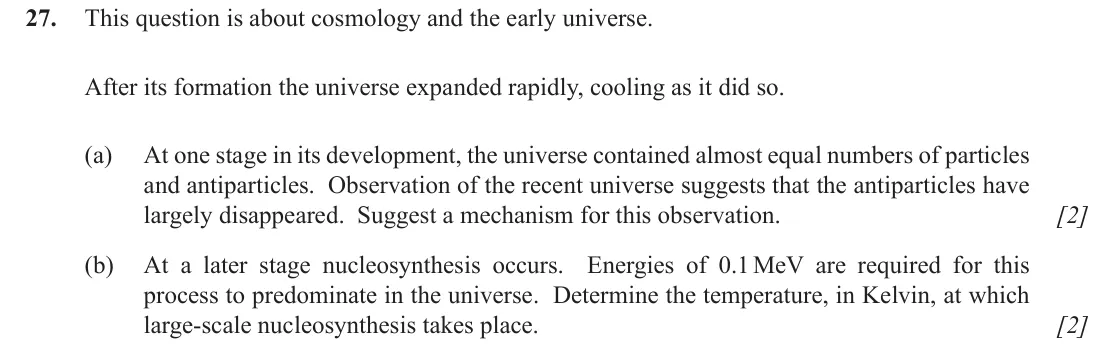 27. This question is about cosmology and the early universe.
After its formation the universe expanded rapidly, cooling as it did so.
(a) At one stage in its development, the universe contained almost equal numbers of particles
and antiparticles. Observation of the recent universe suggests that the antiparticles have
largely disappeared. Suggest a mechanism for this observation. [2]
(b) At a later stage nucleosynthesis occurs. Energies of 0.1 MeV are required for this
process to predominate in the universe. Determine the temperature, in Kelvin, at which
large-scale nucleosynthesis takes place. [2]